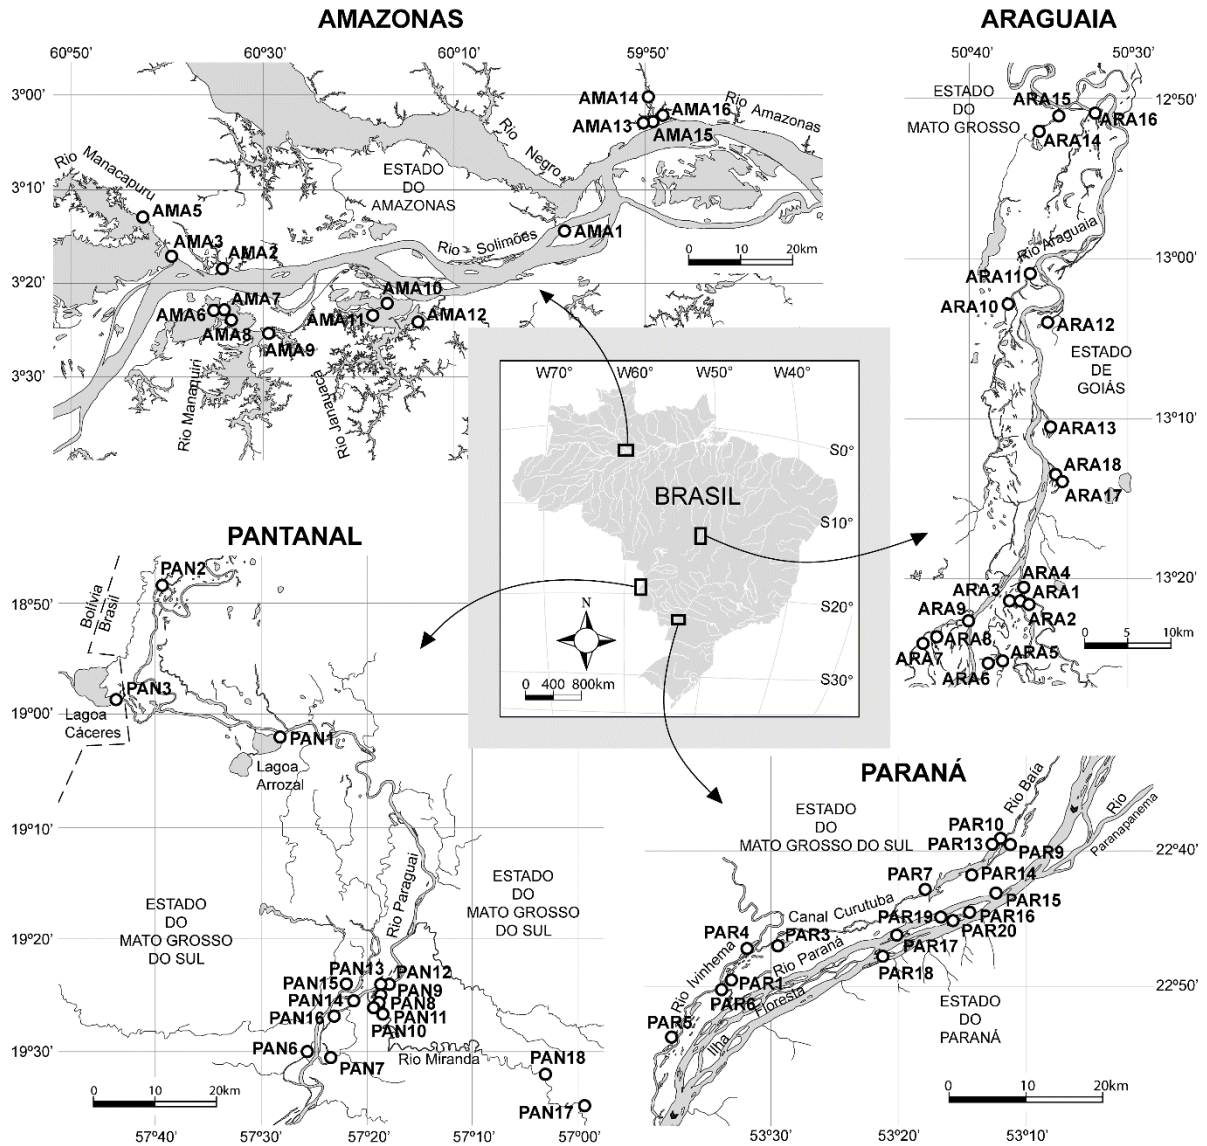 AMAZONAS
60º50'
60º30'
60º10'
59º50'
3º00'
3º10'
3º20'
3º30'
Rio Manacapuru
Rio Negro
Rio Amazonas
ESTADO
DO
AMAZONAS
Rio Solimões
Rio Manaquiri
Rio Janauacá
AMA14
AMA16
AMA13
AMA15
AMA5
AMA3
AMA2
AMA1
AMA7
AMA6
AMA8
AMA9
AMA10
AMA11
AMA12
0 10 20km
ARAGUAIA
50º40'
50º30'
12º50'
13º00'
13º10'
13º20'
ESTADO
DO
MATO GROSSO
ARA15
ARA16
ARA14
Rio Araguaia
ARA11
ARA10
ARA12
ESTADO
DE
GOIÁS
ARA13
ARA18
ARA17
ARA4
ARA3
ARA1
ARA2
ARA9
ARA8
ARA7
ARA5
ARA6
0 5 10km
W70°
W60°
W50°
W40°
S0°
S10°
S20°
S30°
BRASIL
N
0 400 800km
PANTANAL
18º50'
19º00'
19º10'
19º20'
19º30'
Bolívia
Brasil
PAN2
PAN3
Lagoa
Cáceres
PAN1
Lagoa
Arrozal
Rio Paraguai
ESTADO
DO
MATO GROSSO
DO SUL
ESTADO
DO
MATO GROSSO
DO SUL
PAN13
PAN12
PAN15
PAN9
PAN14
PAN8
PAN16
PAN11
PAN10
PAN6
PAN7
Rio Miranda
PAN18
PAN17
0 10 20km
57º40'
57º30'
57º20'
57º10'
57º00'
PARANÁ
ESTADO
DO
MATO GROSSO DO SUL
Rio Baía
Rio
Paranapanema
22º40'
22º50'
PAR10
PAR13
PAR9
PAR7
PAR14
PAR15
Canal Curutuba
PAR19
PAR16
PAR20
PAR4
PAR3
PAR17
Rio Ivinhema
Rio Paraná
PAR18
PAR1
PAR6
PAR5
Ilha Floresta
ESTADO
DO
PARANÁ
0 10 20km
53º30'
53º20'
53º10'